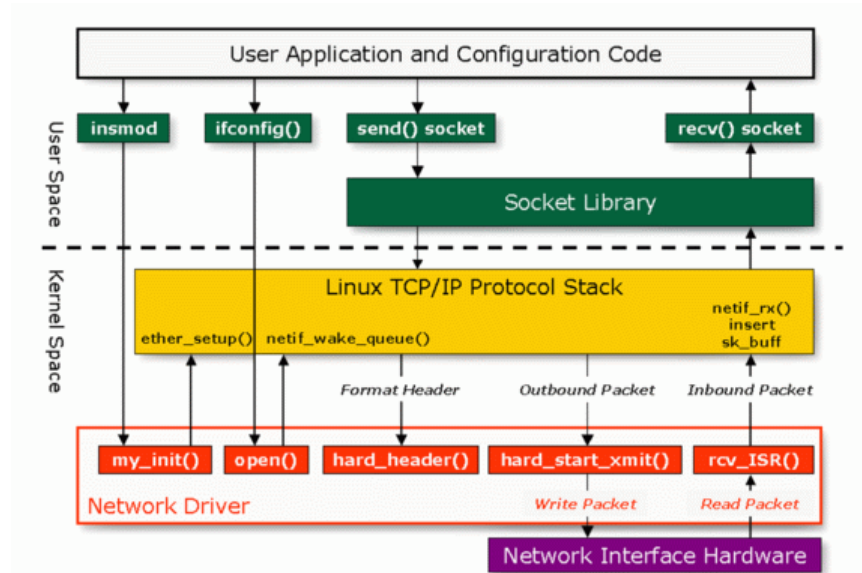 User Application and Configuration Code
insmod
ifconfig()
send() socket
recv() socket
User Space
Socket Library
Kernel Space
Linux TCP/IP Protocol Stack
netif_rx()
insert
sk_buff
ether_setup()
netif_wake_queue()
Format Header
Outbound Packet
Inbound Packet
my_init()
open()
hard_header()
hard_start_xmit()
rcv_ISR()
Network Driver
Write Packet
Read Packet
Network Interface Hardware